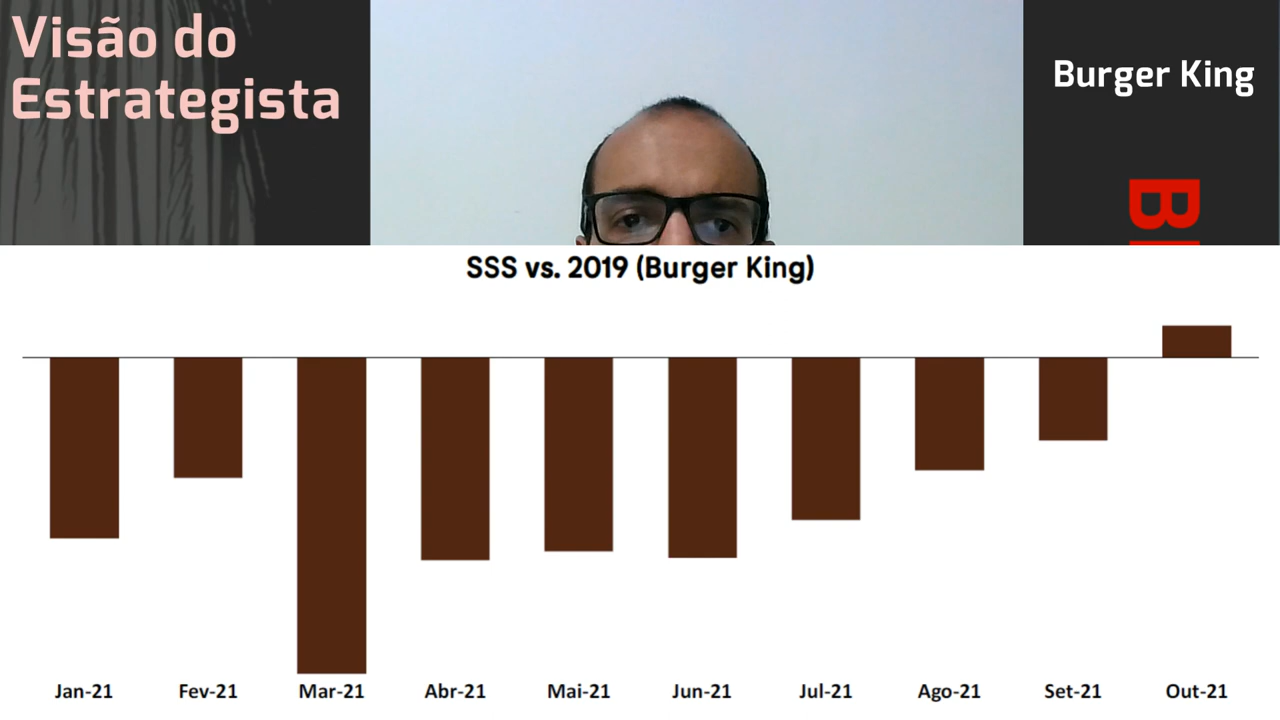 Visão do
Estrategista
Burger King
B
SSS vs. 2019 (Burger King)
Jan-21
Fev-21
Mar-21
Abr-21
Mai-21
Jun-21
Jul-21
Ago-21
Set-21
Out-21